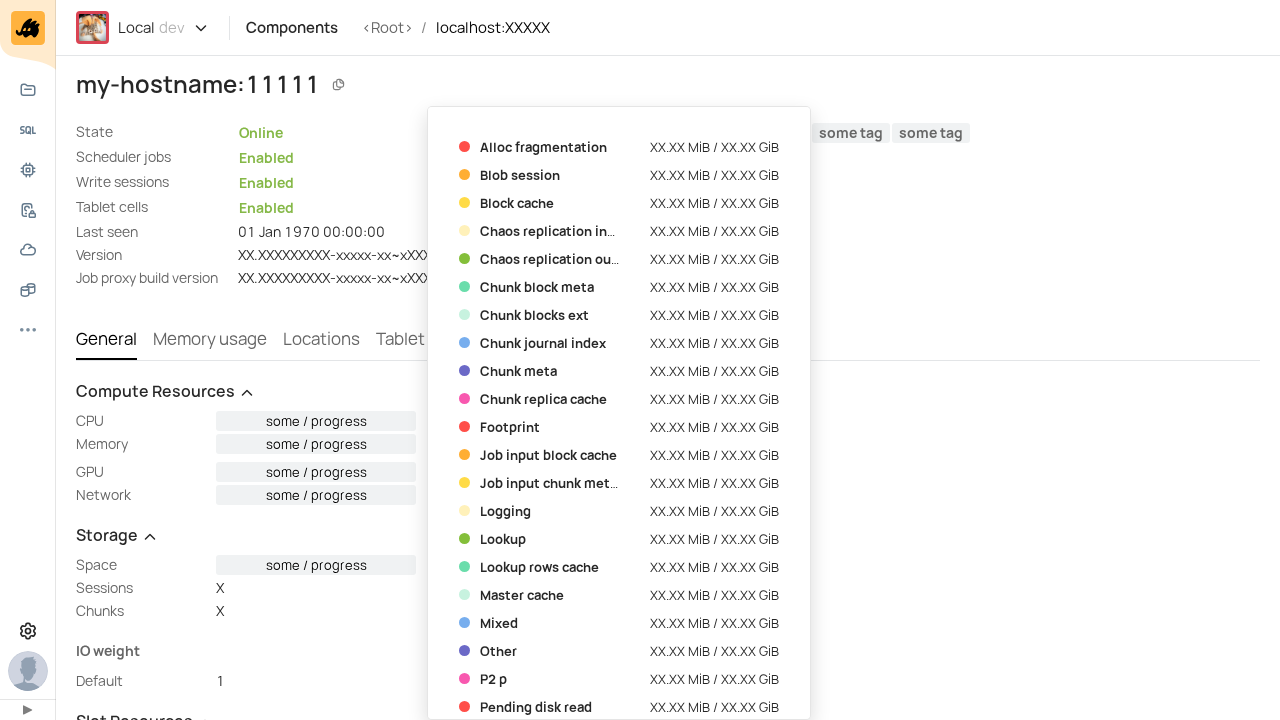 Local dev
Components
<Root> / localhost:XXXXX
SQL
my-hostname:11111
State Online
Scheduler jobs Enabled
Write sessions Enabled
Tablet cells Enabled
Last seen 01 Jan 1970 00:00:00
Version XX.XXXXXXXXX-xxxxx-xx~xXXX
Job proxy build version XX.XXXXXXXXX-xxxxx-xx~xXXX
some tag some tag
General Memory usage Locations Tablet
Compute Resources
CPU some / progress
Memory some / progress
GPU some / progress
Network some / progress
Storage
Space some / progress
Sessions X
Chunks X
IO weight
Default 1
Alloc fragmentation XX.XX MiB / XX.XX GiB
Blob session XX.XX MiB / XX.XX GiB
Block cache XX.XX MiB / XX.XX GiB
Chaos replication in… XX.XX MiB / XX.XX GiB
Chaos replication ou… XX.XX MiB / XX.XX GiB
Chunk block meta XX.XX MiB / XX.XX GiB
Chunk blocks ext XX.XX MiB / XX.XX GiB
Chunk journal index XX.XX MiB / XX.XX GiB
Chunk meta XX.XX MiB / XX.XX GiB
Chunk replica cache XX.XX MiB / XX.XX GiB
Footprint XX.XX MiB / XX.XX GiB
Job input block cache XX.XX MiB / XX.XX GiB
Job input chunk met… XX.XX MiB / XX.XX GiB
Logging XX.XX MiB / XX.XX GiB
Lookup XX.XX MiB / XX.XX GiB
Lookup rows cache XX.XX MiB / XX.XX GiB
Master cache XX.XX MiB / XX.XX GiB
Mixed XX.XX MiB / XX.XX GiB
Other XX.XX MiB / XX.XX GiB
P2 p XX.XX MiB / XX.XX GiB
Pending disk read XX.XX MiB / XX.XX GiB
Slot Resources